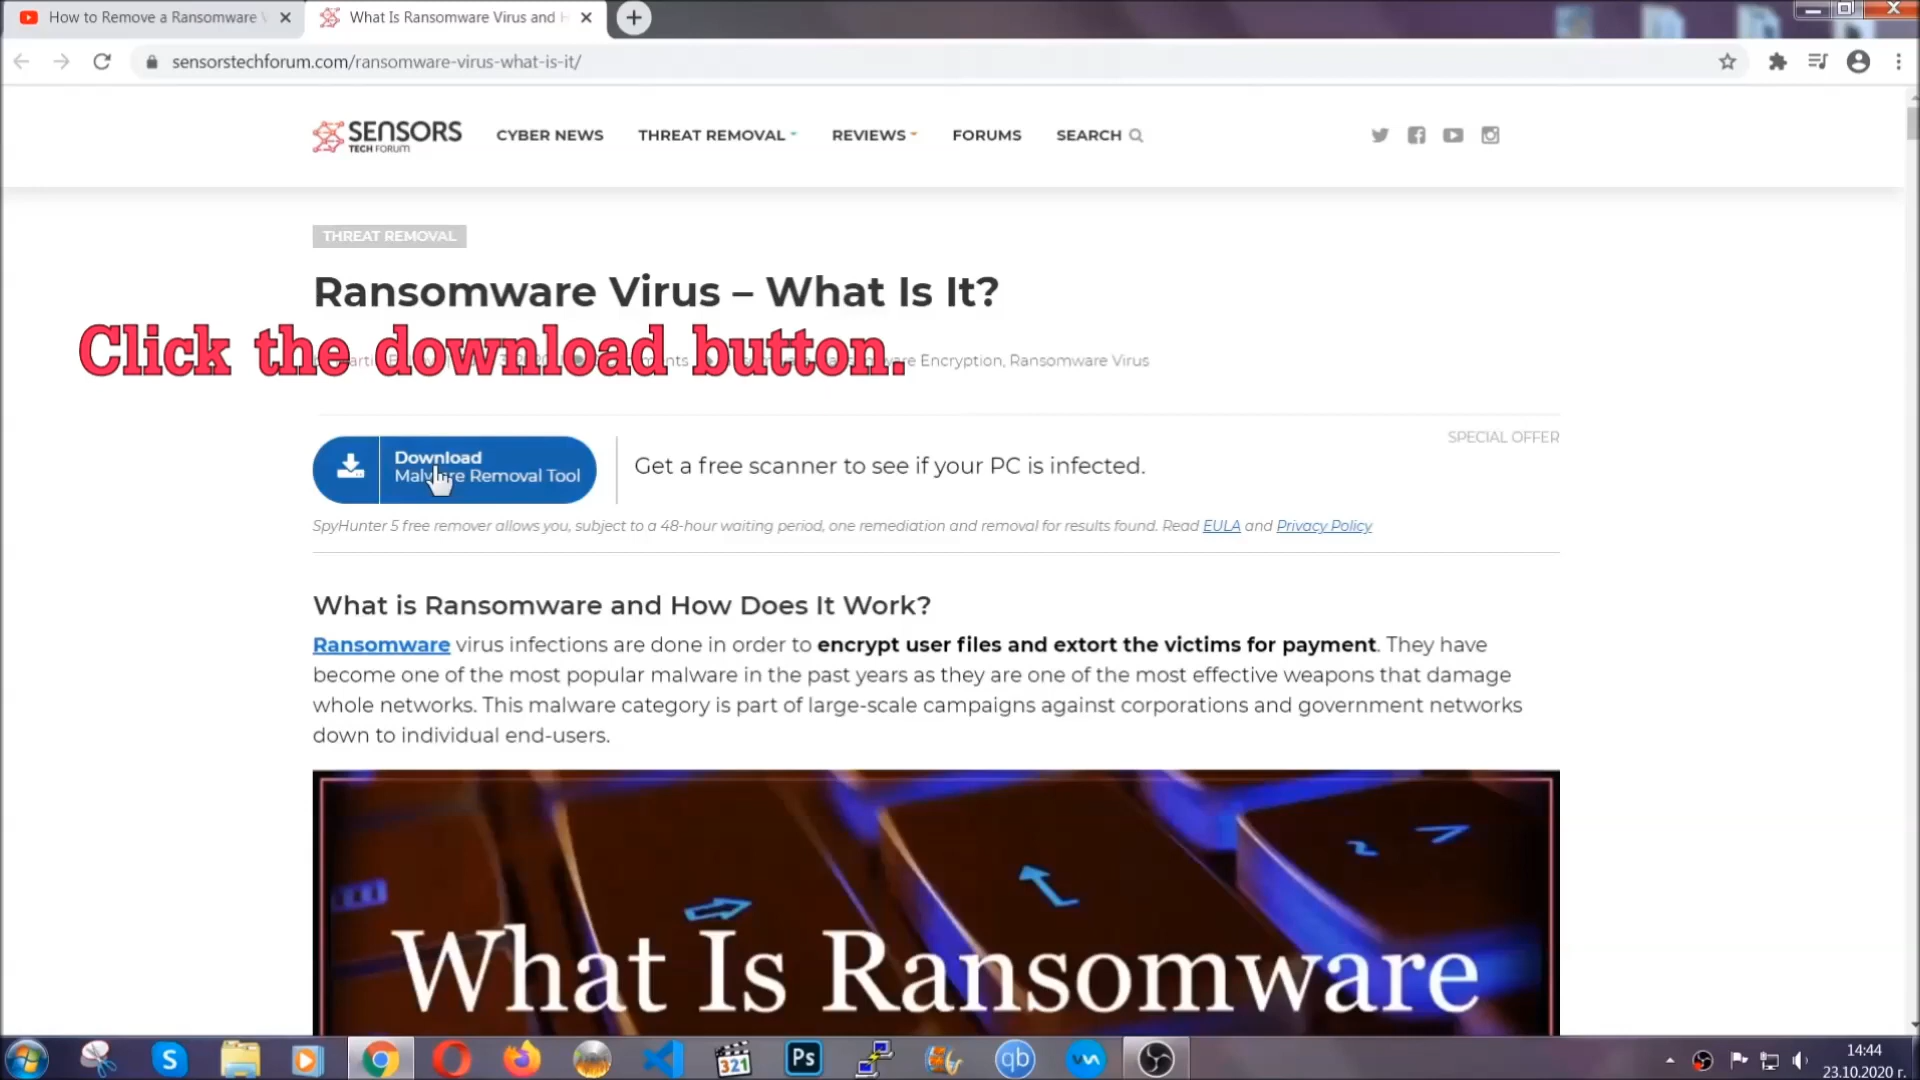 How to Remove a Ransomware
What Is Ransomware Virus and
sensorstechforum.com/ransomware-virus-what-is-it/
SENSORS
TECH FORUM
CYBER NEWS
THREAT REMOVAL
REVIEWS
FORUMS
SEARCH
THREAT REMOVAL
Ransomware Virus – What Is It?
Click the download button.
Encryption, Ransomware Virus
SPECIAL OFFER
Download
Malware Removal Tool
Get a free scanner to see if your PC is infected.
SpyHunter 5 free remover allows you, subject to a 48-hour waiting period, one remediation and removal for results found. Read EULA and Privacy Policy
What is Ransomware and How Does It Work?
Ransomware virus infections are done in order to encrypt user files and extort the victims for payment. They have
become one of the most popular malware in the past years as they are one of the most effective weapons that damage
whole networks. This malware category is part of large-scale campaigns against corporations and government networks
down to individual end-users.
What Is Ransomware
S
321
Ps
qb
14:44
23.10.2020 г.